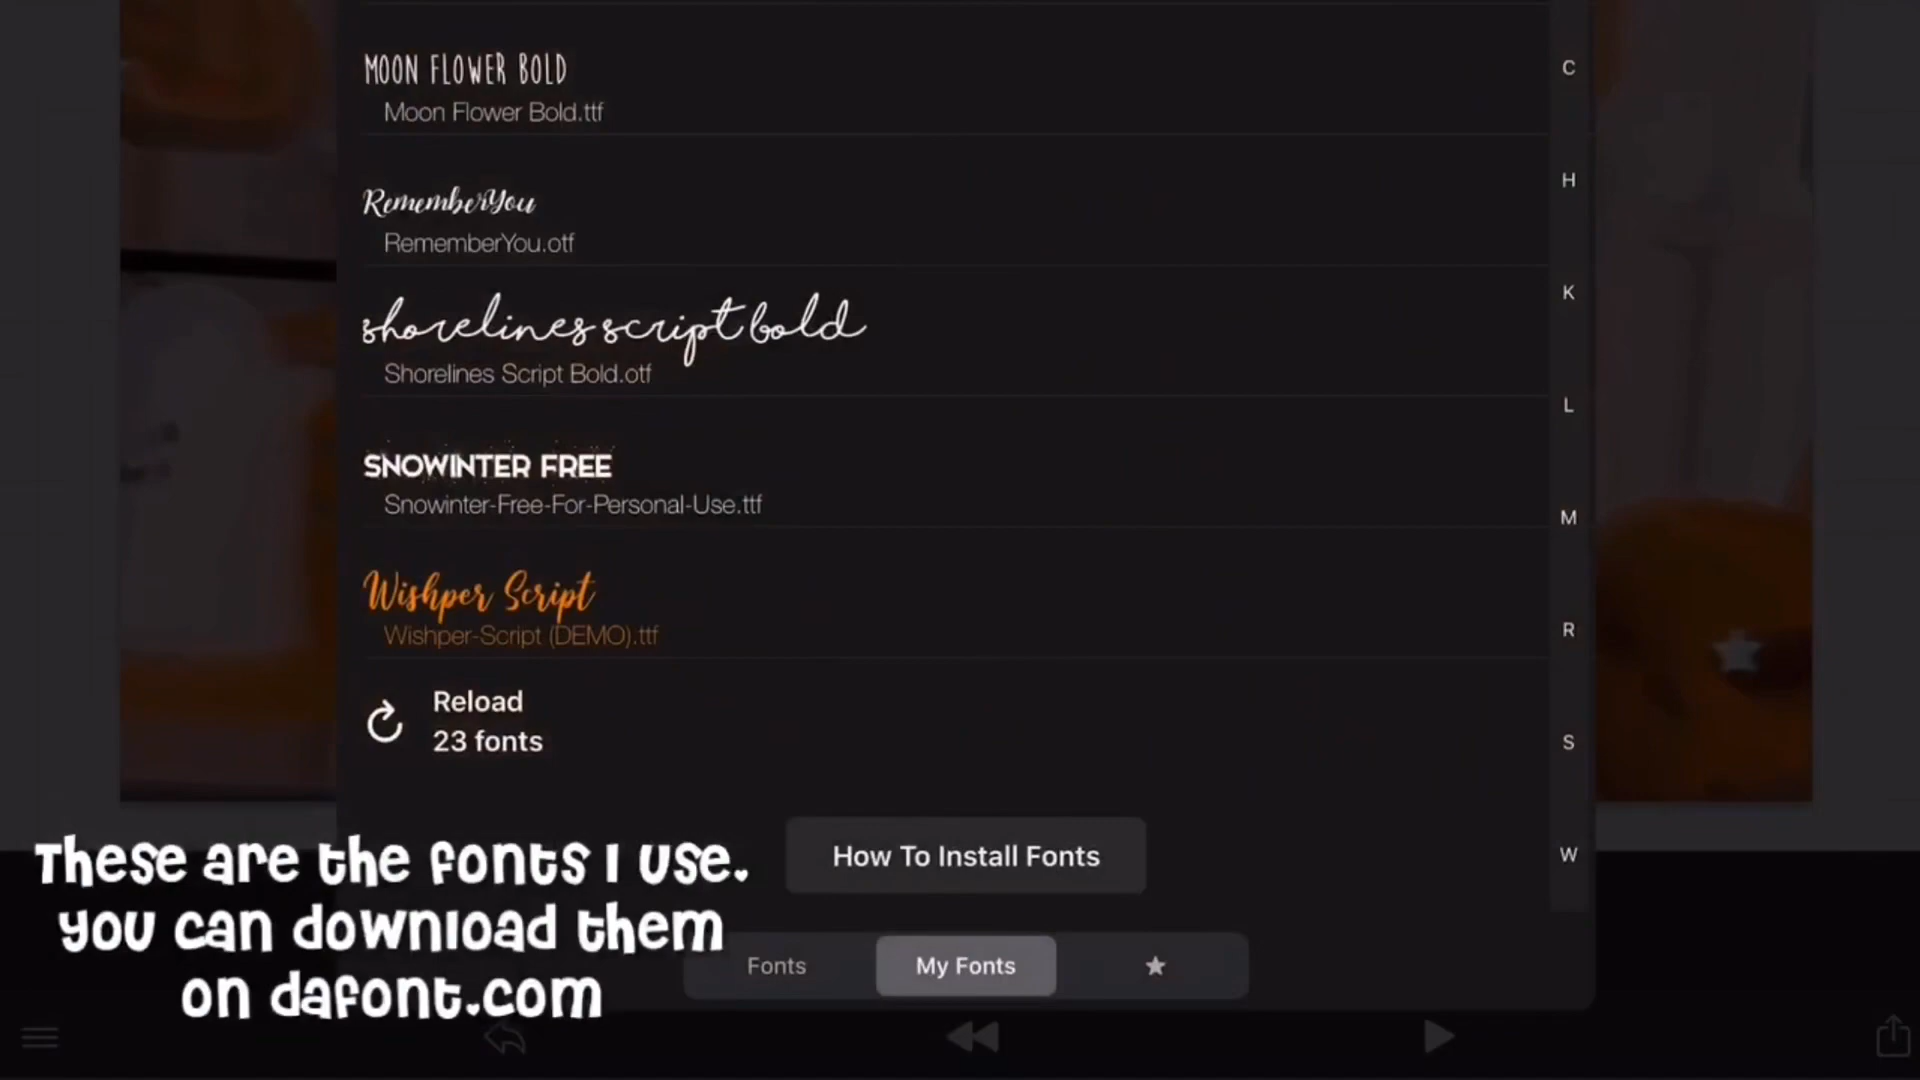 MOON FLOWER BOLD
Moon Flower Bold.ttf
RememberYou
RememberYou.otf
shorelines script bold
Shorelines Script Bold.otf
SNOWINTER FREE
Snowinter-Free-For-Personal-Use.ttf
Wishper Script
Wishper-Script (DEMO).ttf
Reload
23 fonts
How To Install Fonts
Fonts
My Fonts
C
H
K
L
M
R
S
W
These are the fonts I use.
you can download them
on dafont.com